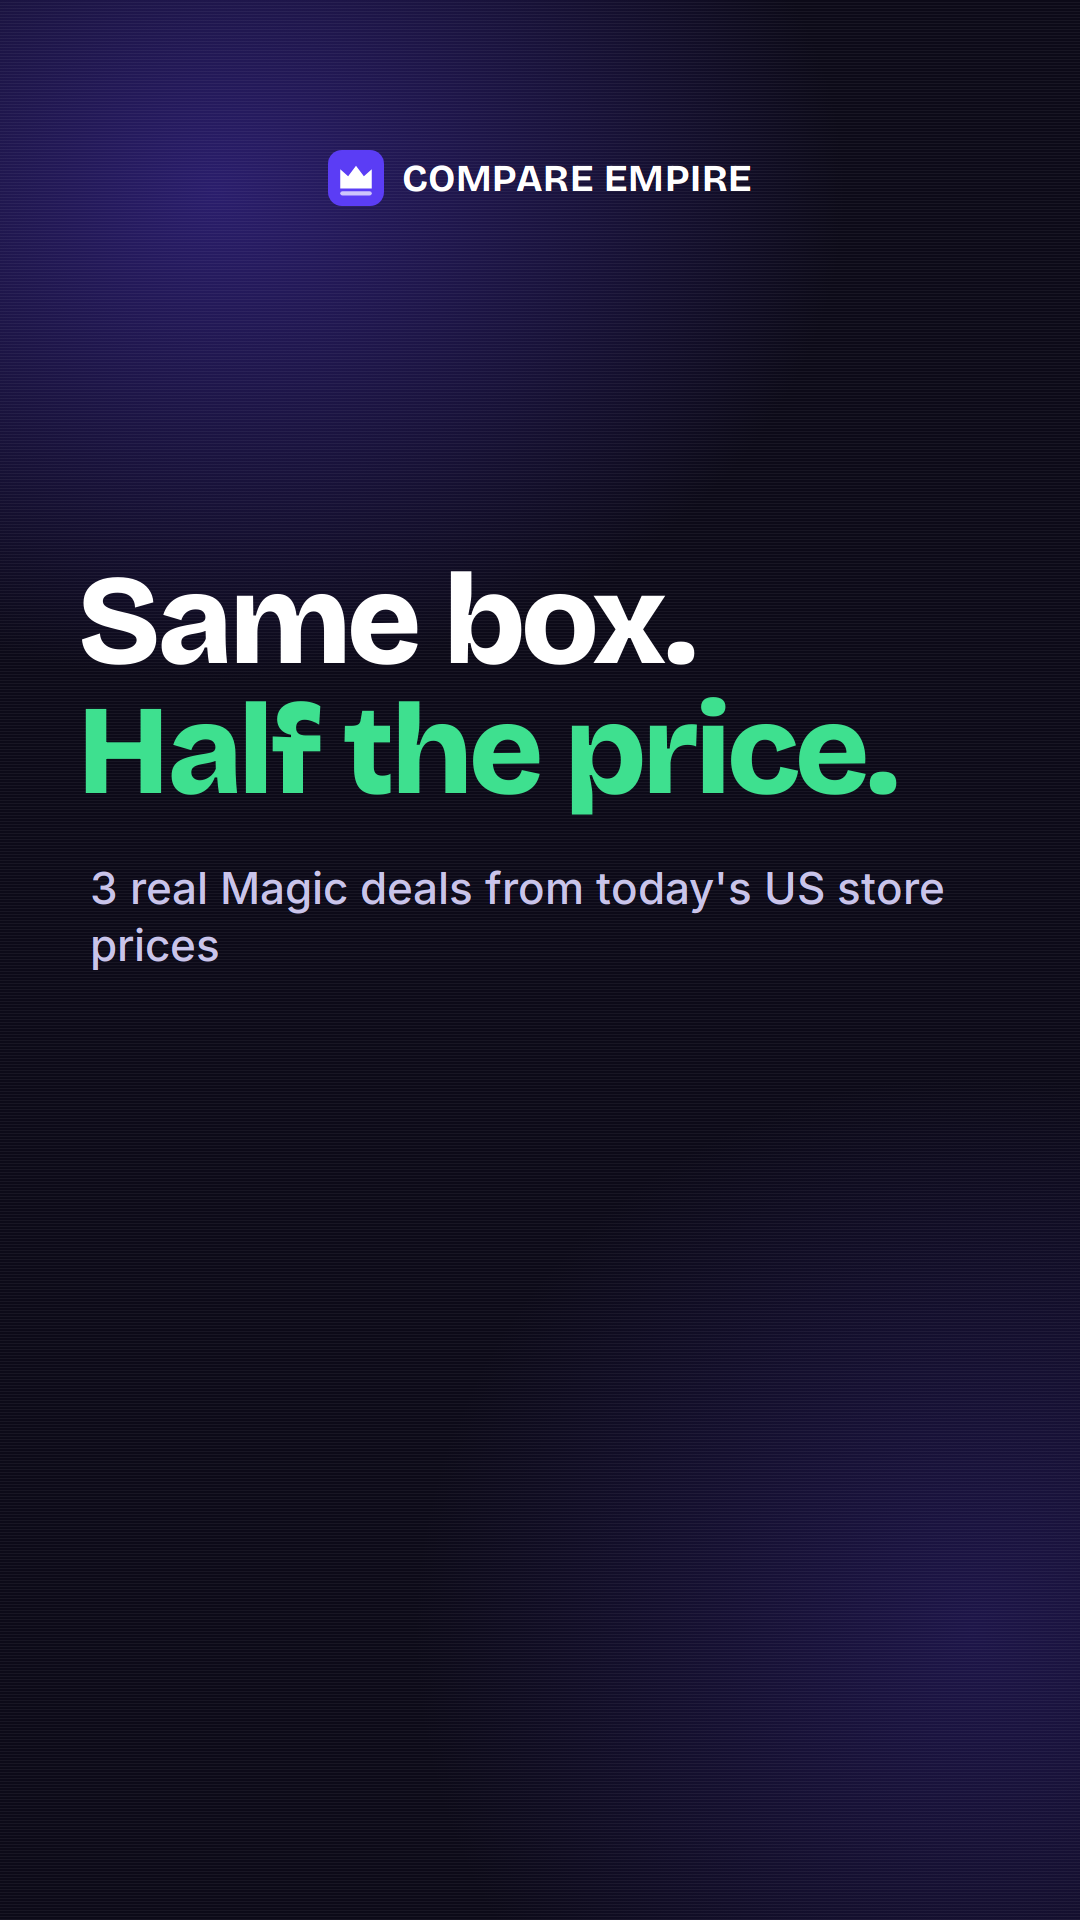 COMPARE EMPIRE
Same box.
Half the price.
3 real Magic deals from today's US store
prices